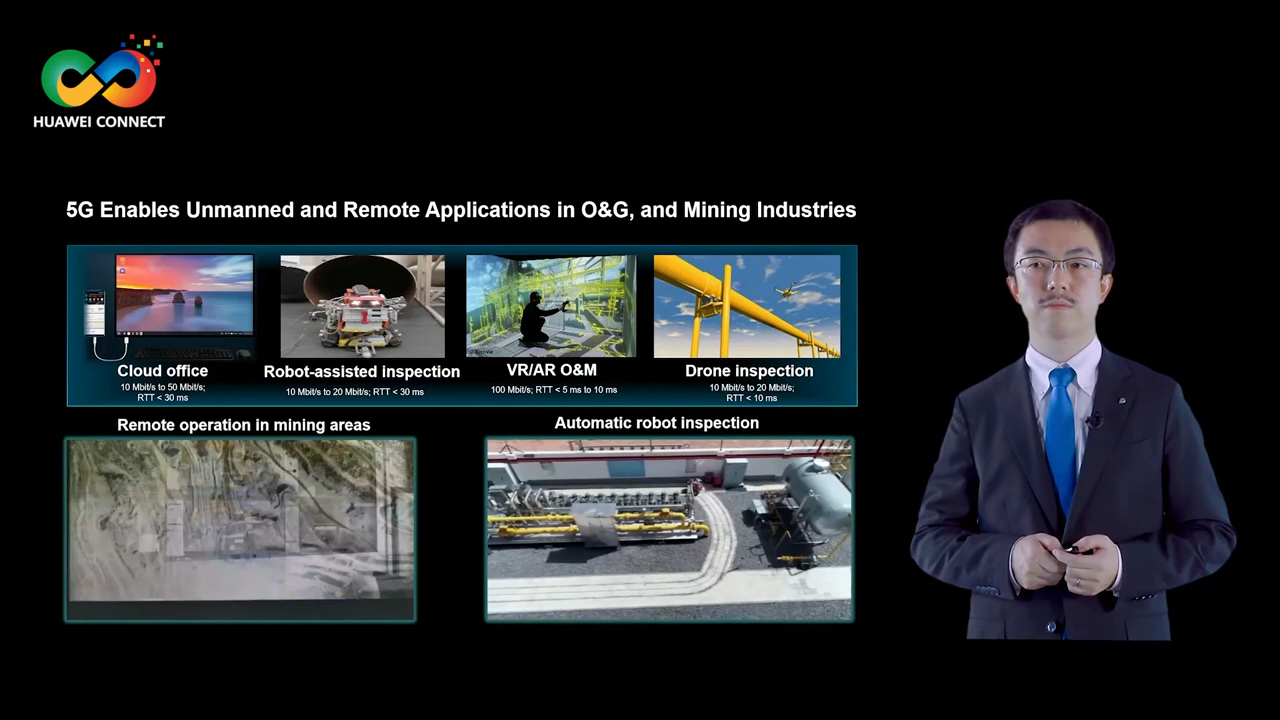 HUAWEI CONNECT
5G Enables Unmanned and Remote Applications in O&G, and Mining Industries
Cloud office
10 Mbit/s to 50 Mbit/s;
RTT < 30 ms
Robot-assisted inspection
10 Mbit/s to 20 Mbit/s; RTT < 30 ms
VR/AR O&M
100 Mbit/s; RTT < 5 ms to 10 ms
Drone inspection
10 Mbit/s to 20 Mbit/s;
RTT < 10 ms
Remote operation in mining areas
Automatic robot inspection